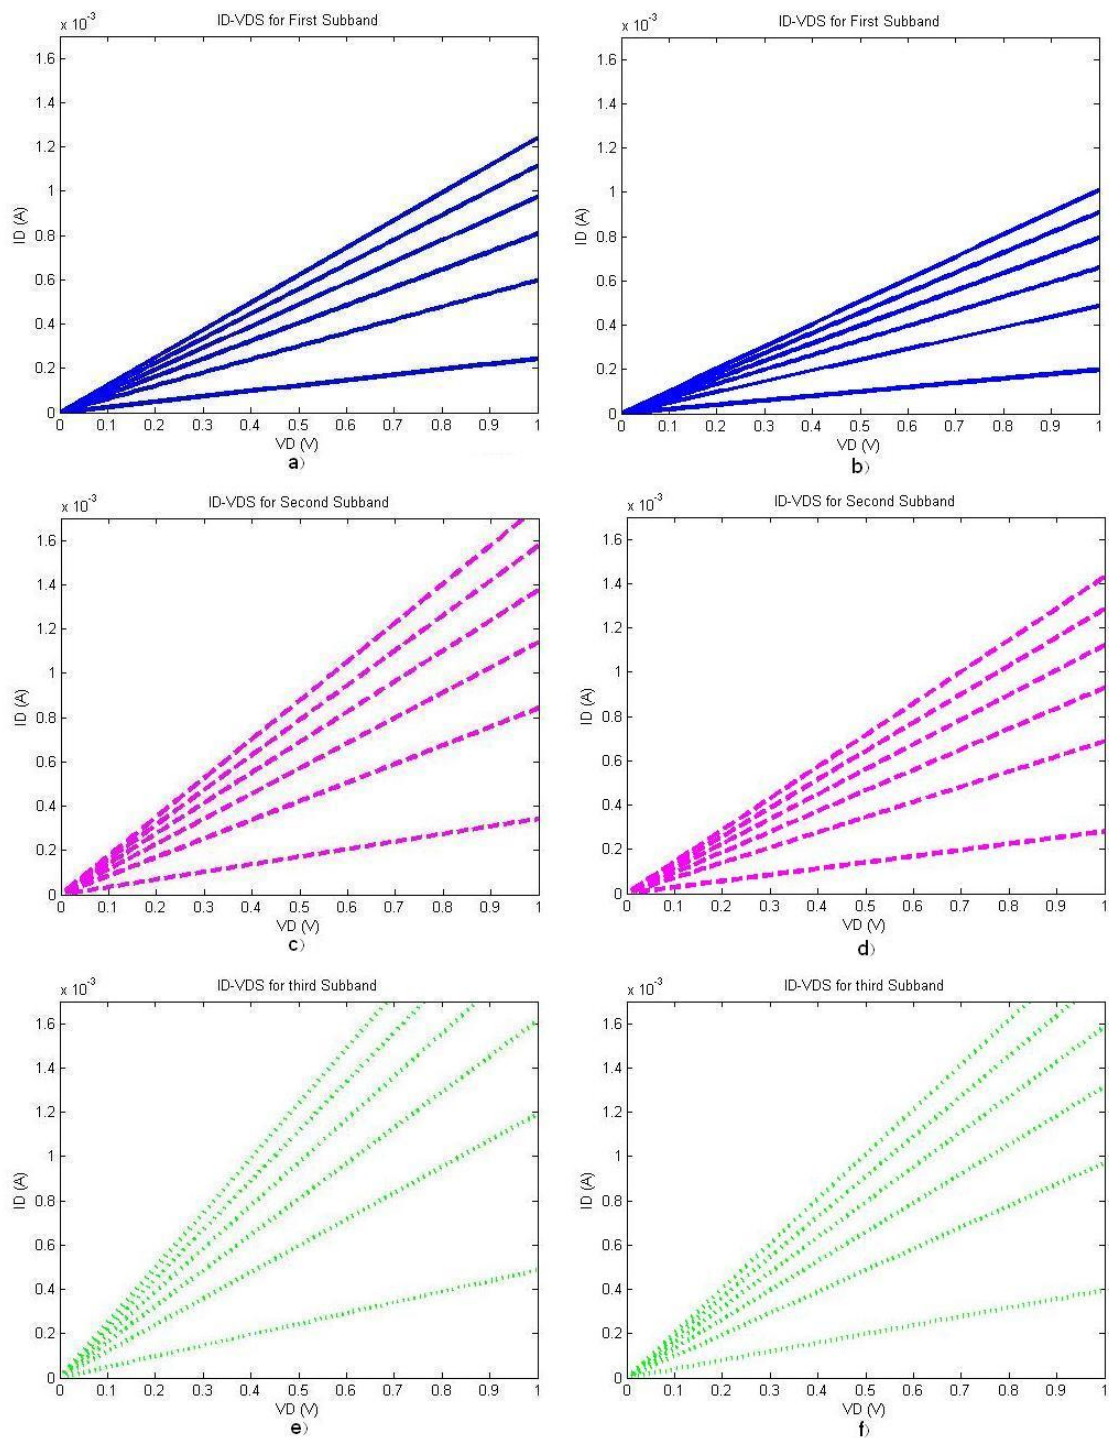 ID-VDS for First Subband
x 10-3
1.6
1.4
1.2
1
0.8
0.6
0.4
0.2
0
ID (A)
0 0.1 0.2 0.3 0.4 0.5 0.6 0.7 0.8 0.9 1
VD (V)
a)
ID-VDS for First Subband
x 10-3
1.6
1.4
1.2
1
0.8
0.6
0.4
0.2
0
ID (A)
0 0.1 0.2 0.3 0.4 0.5 0.6 0.7 0.8 0.9 1
VD (V)
b)
ID-VDS for Second Subband
x 10-3
1.6
1.4
1.2
1
0.8
0.6
0.4
0.2
0
ID (A)
0 0.1 0.2 0.3 0.4 0.5 0.6 0.7 0.8 0.9 1
VD (V)
c)
ID-VDS for Second Subband
x 10-3
1.6
1.4
1.2
1
0.8
0.6
0.4
0.2
0
ID (A)
0 0.1 0.2 0.3 0.4 0.5 0.6 0.7 0.8 0.9 1
VD (V)
d)
ID-VDS for third Subband
x 10-3
1.6
1.4
1.2
1
0.8
0.6
0.4
0.2
0
ID (A)
0 0.1 0.2 0.3 0.4 0.5 0.6 0.7 0.8 0.9 1
VD (V)
e)
ID-VDS for third Subband
x 10-3
1.6
1.4
1.2
1
0.8
0.6
0.4
0.2
0
ID (A)
0 0.1 0.2 0.3 0.4 0.5 0.6 0.7 0.8 0.9 1
VD (V)
f)